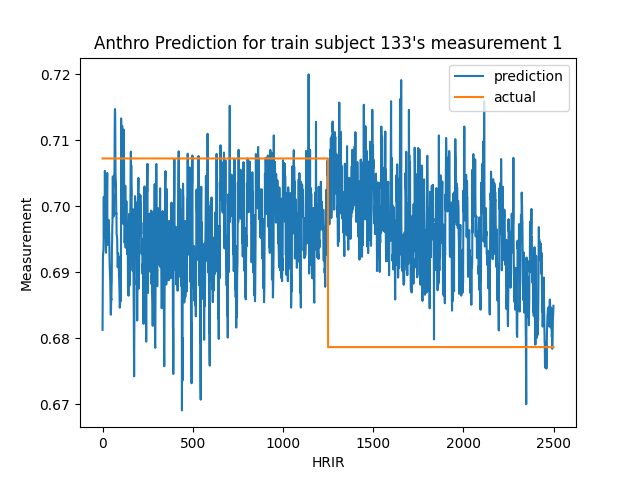 Anthro Prediction for train subject 133's measurement 1
prediction
actual
Measurement
0.72
0.71
0.70
0.69
0.68
0.67
0
500
1000
1500
2000
2500
HRIR